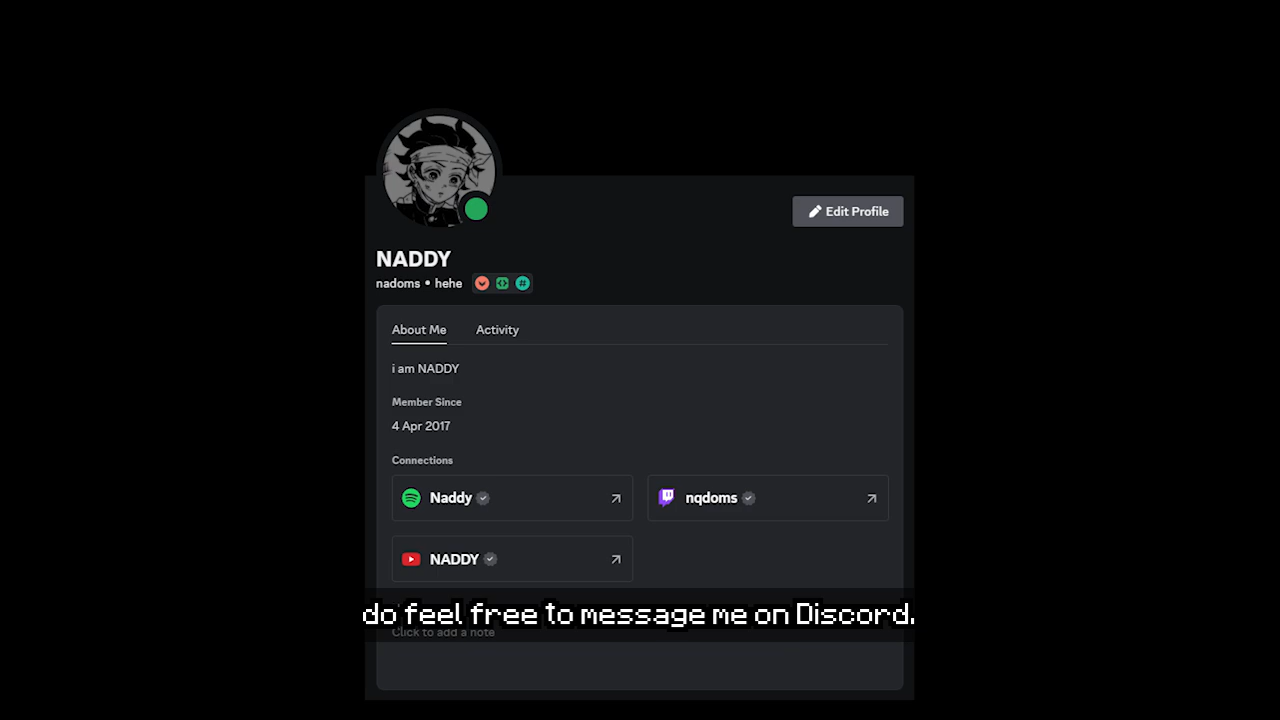 Edit Profile
NADDY
nadoms • hehe
About Me Activity
i am NADDY
Member Since
4 Apr 2017
Connections
Naddy nqdoms
NADDY
do feel free to message me on Discord.
Click to add a note